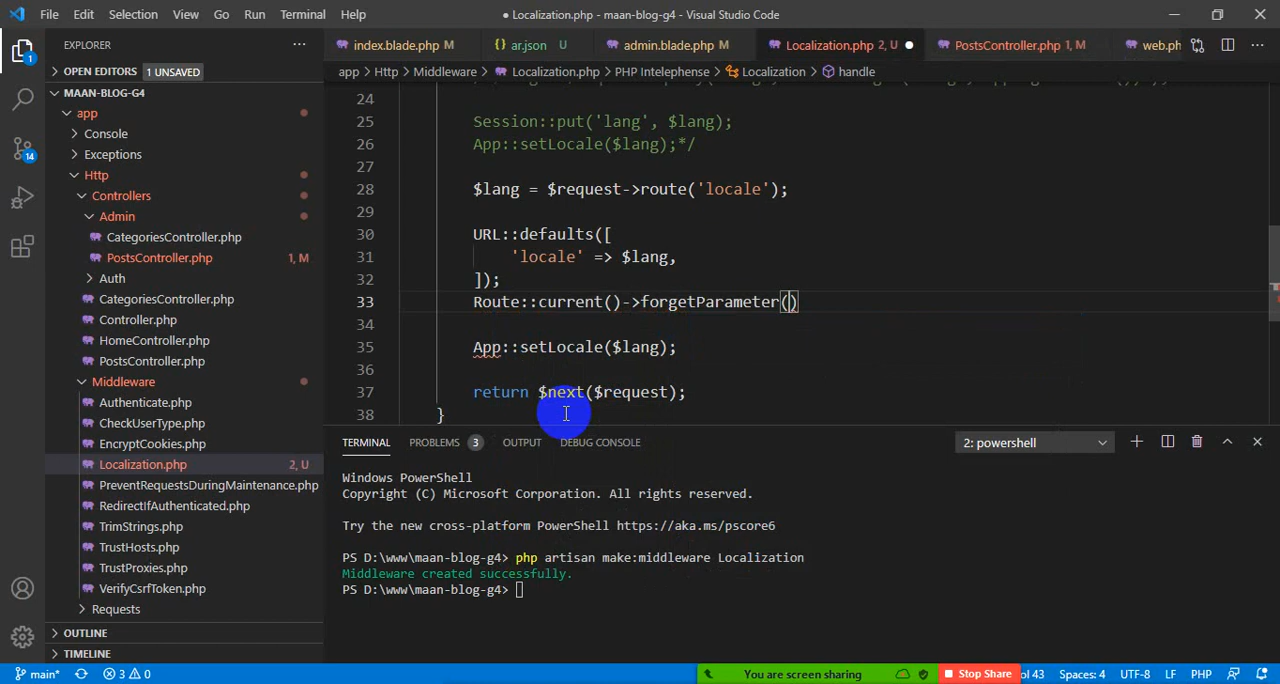 File Edit Selection View Go Run Terminal Help
● Localization.php - maan-blog-g4 - Visual Studio Code
EXPLORER
OPEN EDITORS 1 UNSAVED
MAAN-BLOG-G4
app
Console
Exceptions
Http
Controllers
Admin
CategoriesController.php
PostsController.php 1, M
Auth
CategoriesController.php
Controller.php
HomeController.php
PostsController.php
Middleware
Authenticate.php
CheckUserType.php
EncryptCookies.php
Localization.php 2, U
PreventRequestsDuringMaintenance.php
RedirectIfAuthenticated.php
TrimStrings.php
TrustHosts.php
TrustProxies.php
VerifyCsrfToken.php
Requests
OUTLINE
TIMELINE
index.blade.php M ar.json U admin.blade.php M Localization.php 2, U ● PostsController.php 1, M web.ph
app > Http > Middleware > Localization.php > PHP Intelephense > Localization > handle
24
25 Session::put('lang', $lang);
26 App::setLocale($lang);*/
27
28 $lang = $request->route('locale');
29
30 URL::defaults([
31 'locale' => $lang,
32 ]);
33 Route::current()->forgetParameter()
34
35 App::setLocale($lang);
36
37 return $next($request);
38 }
TERMINAL PROBLEMS 3 OUTPUT DEBUG CONSOLE 2: powershell
Windows PowerShell
Copyright (C) Microsoft Corporation. All rights reserved.
Try the new cross-platform PowerShell https://aka.ms/pscore6
PS D:\www\maan-blog-g4> php artisan make:middleware Localization
Middleware created successfully.
PS D:\www\maan-blog-g4>
1
14
main* 3 0 You are screen sharing Stop Share ol 43 Spaces: 4 UTF-8 LF PHP